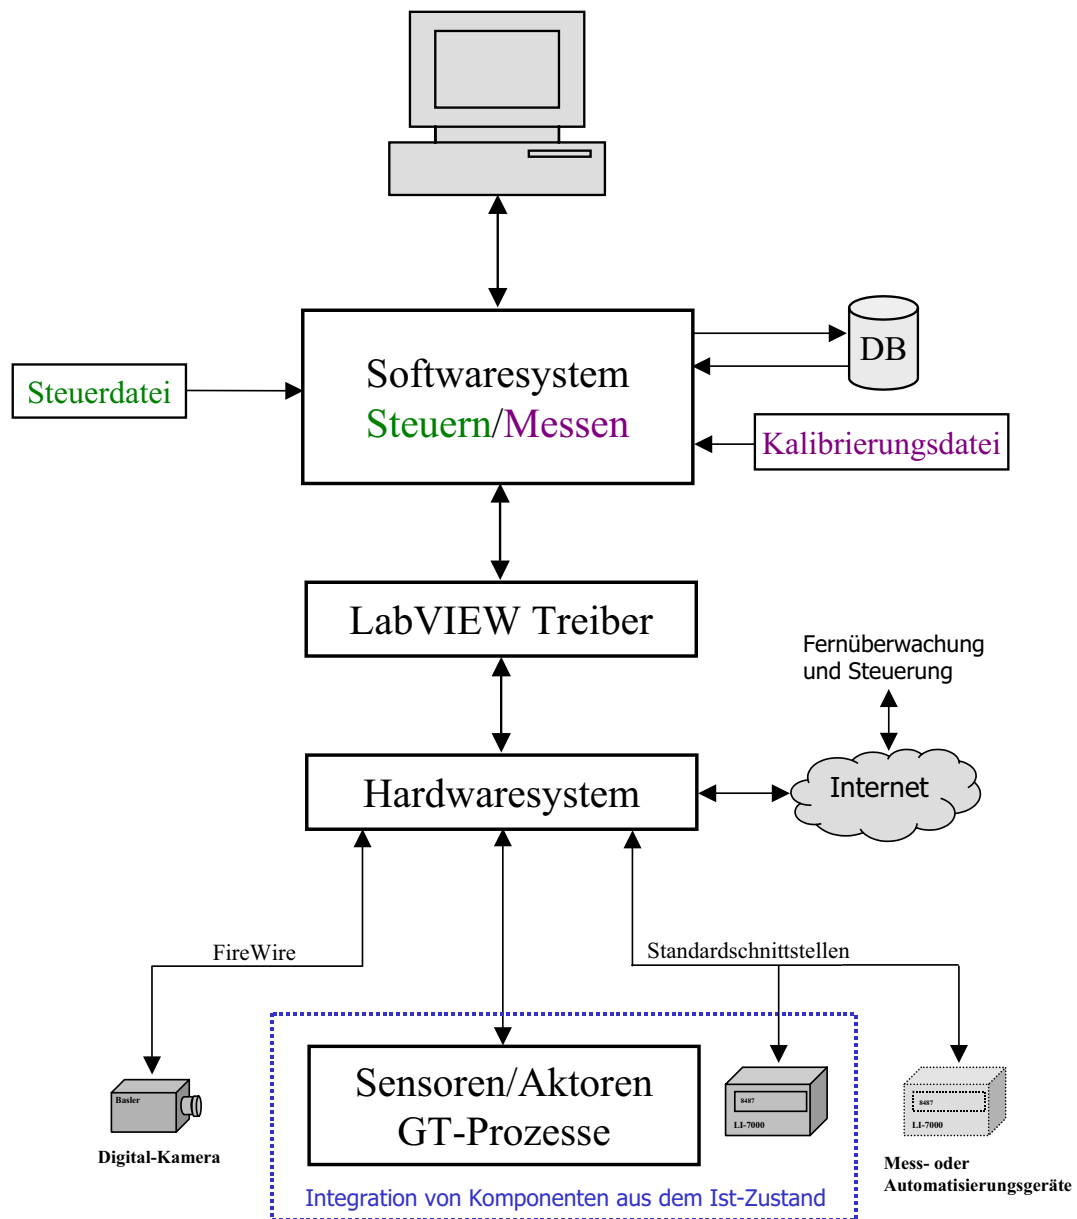 DB
Softwaresystem
Steuern/Messen
Steuerdatei
Kalibrierungsdatei
LabVIEW Treiber
Fernüberwachung
und Steuerung
Hardwaresystem
Internet
FireWire
Standardschnittstellen
Basler
Digital-Kamera
Sensoren/Aktoren
GT-Prozesse
8487
LI-7000
8487
LI-7000
Mess- oder
Automatisierungsgeräte
Integration von Komponenten aus dem Ist-Zustand